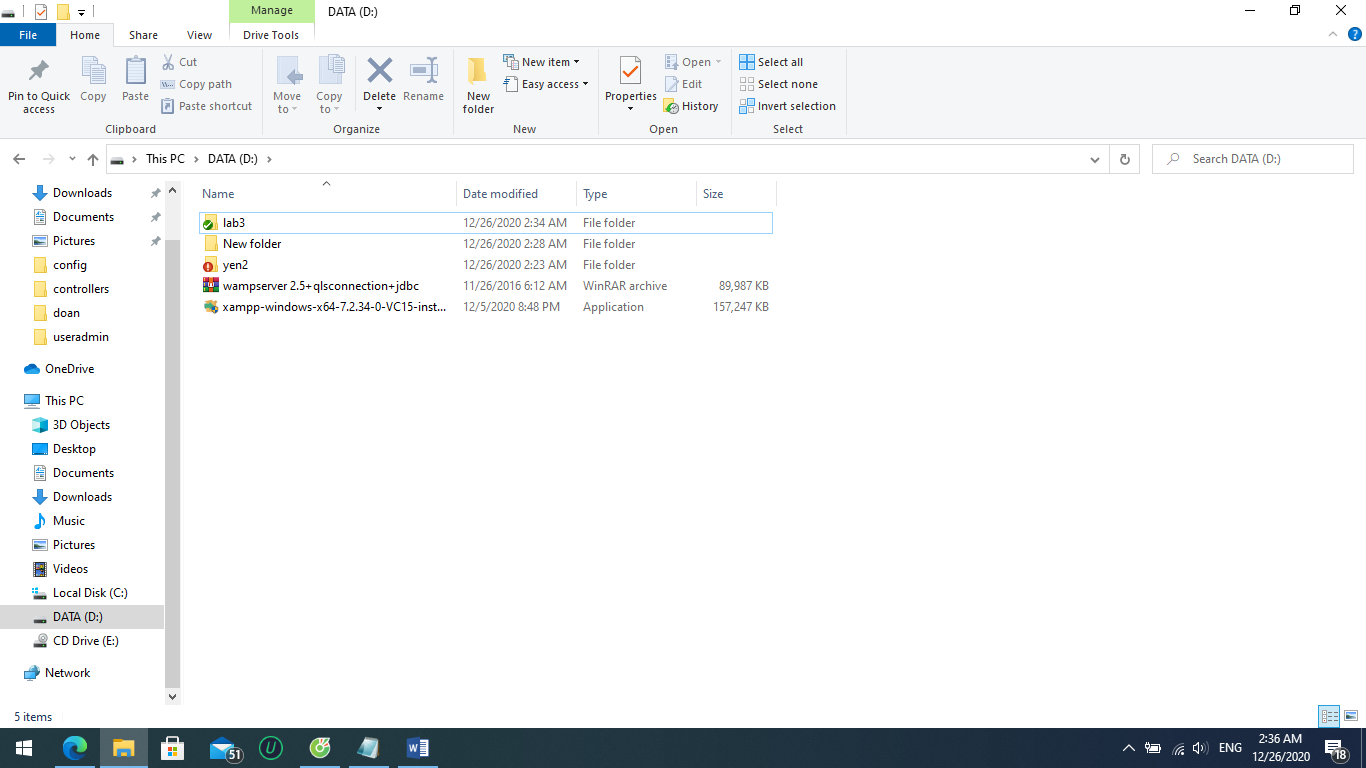 Manage
DATA (D:)
File
Home
Share
View
Drive Tools
Pin to Quick access
Copy
Paste
Cut
Copy path
Paste shortcut
Clipboard
Move to
Copy to
Delete
Rename
Organize
New folder
New item
Easy access
New
Properties
Open
Edit
History
Open
Select all
Select none
Invert selection
Select
This PC
DATA (D:)
Search DATA (D:)
Downloads
Documents
Pictures
config
controllers
doan
useradmin
OneDrive
This PC
3D Objects
Desktop
Documents
Downloads
Music
Pictures
Videos
Local Disk (C:)
DATA (D:)
CD Drive (E:)
Network
Name Date modified Type Size
lab3 12/26/2020 2:34 AM File folder
New folder 12/26/2020 2:28 AM File folder
yen2 12/26/2020 2:23 AM File folder
wampserver 2.5+qlsconnection+jdbc 11/26/2016 6:12 AM WinRAR archive 89,987 KB
xampp-windows-x64-7.2.34-0-VC15-inst... 12/5/2020 8:48 PM Application 157,247 KB
5 items
51
U
W
ENG
2:36 AM
12/26/2020
18